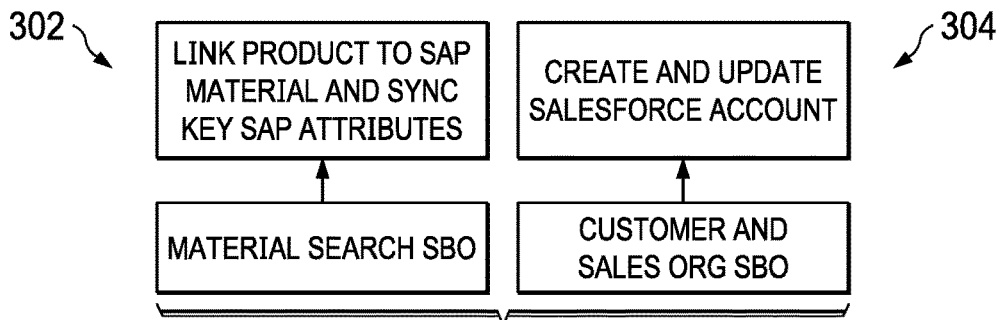 302
LINK PRODUCT TO SAP
MATERIAL AND SYNC
KEY SAP ATTRIBUTES
CREATE AND UPDATE
SALESFORCE ACCOUNT
304
MATERIAL SEARCH SBO
CUSTOMER AND
SALES ORG SBO